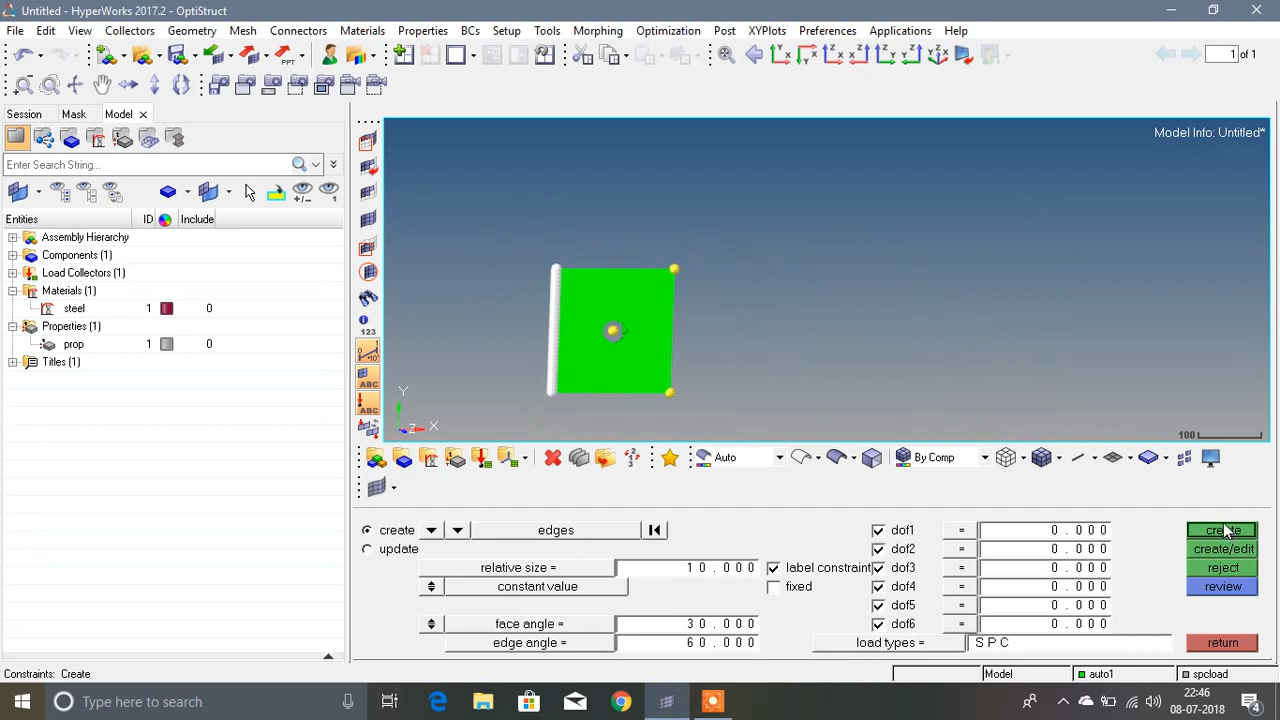 Untitled - HyperWorks 2017.2 - OptiStruct
File Edit View Collectors Geometry Mesh Connectors Materials Properties BCs Setup Tools Morphing Optimization Post XYPlots Preferences Applications Help
1 of 1
Session Mask Model
Model Info: Untitled*
Enter Search String...
Entities ID Include
Assembly Hierarchy
Components (1)
Load Collectors (1)
Materials (1)
steel 1 0
Properties (1)
prop 1 0
Titles (1)
123
ABC
ABC
Y
Z X
100
Auto
By Comp
create edges dof1 = 0.000 create
update dof2 = 0.000 create/edit
relative size = 10.000 label constraints dof3 = 0.000 reject
constant value fixed dof4 = 0.000 review
dof5 = 0.000
face angle = 30.000 dof6 = 0.000
edge angle = 60.000 load types = SPC return
Constraints: Create Model auto1 spcload
Type here to search
22:46
08-07-2018
4